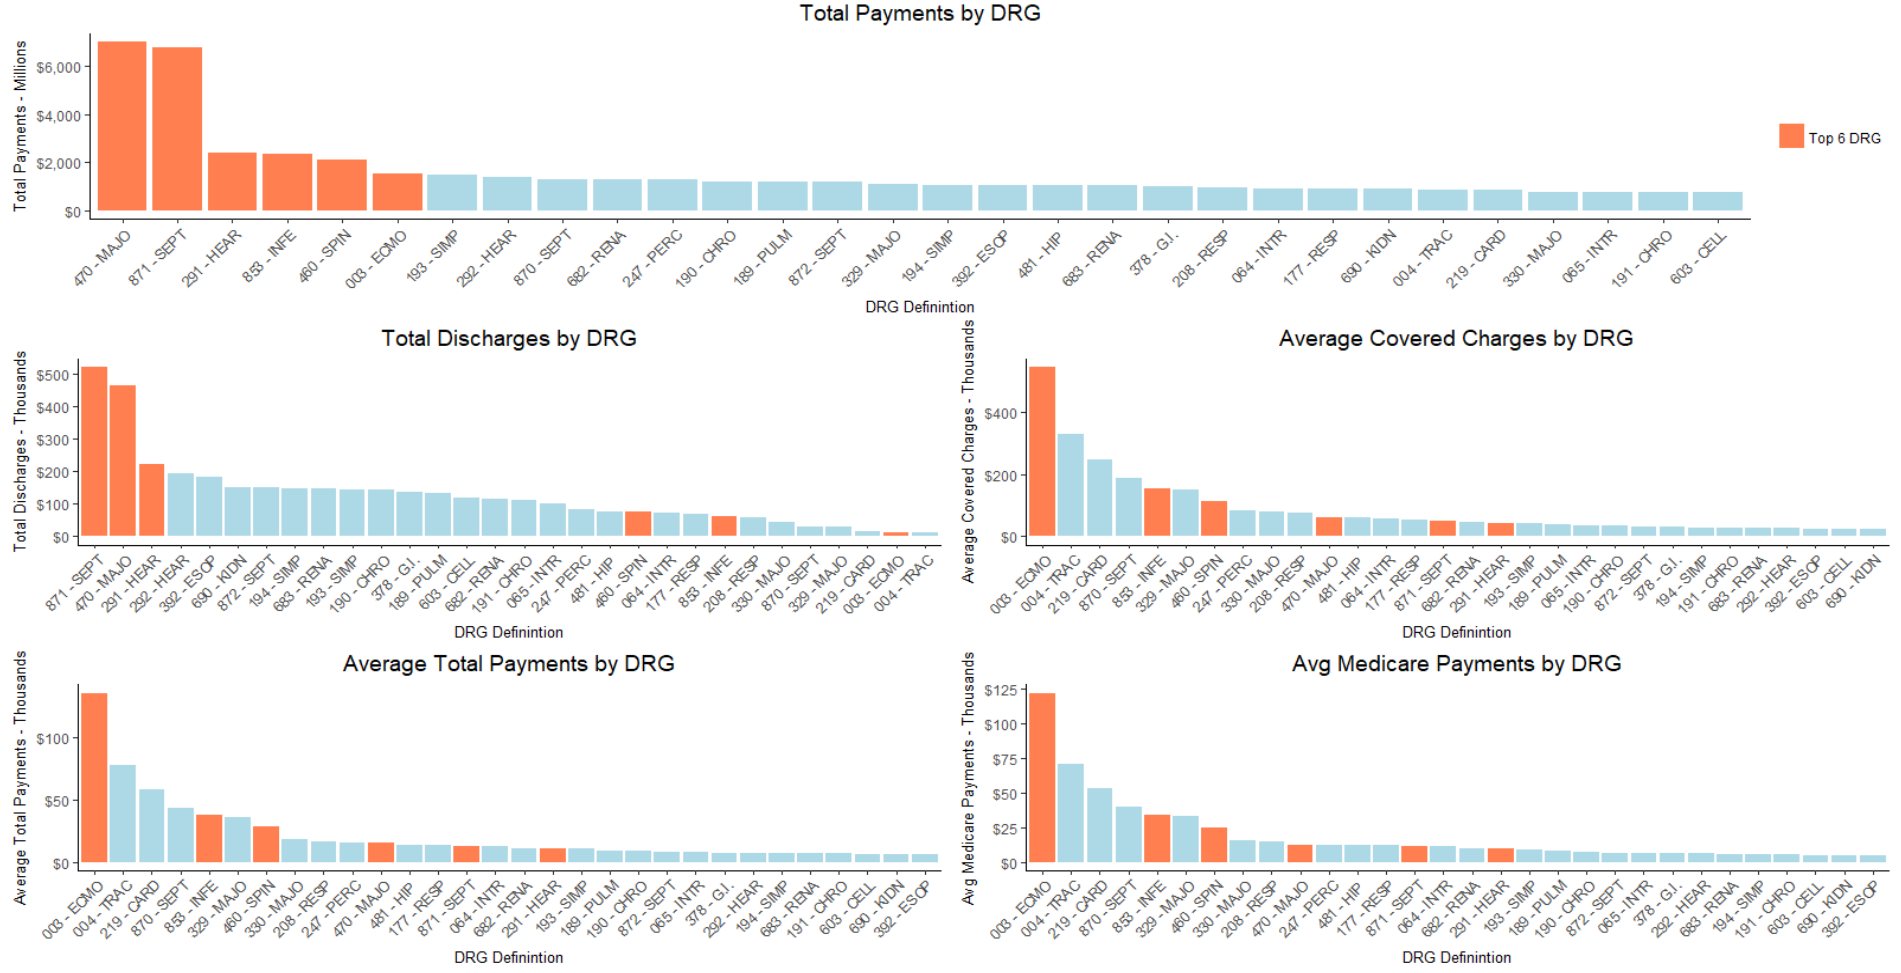 Total Payments by DRG
Total Payments - Millions
$6,000
$4,000
$2,000
$0
470 - MAJO
871 - SEPT
291 - HEAR
853 - INFE
460 - SPIN
003 - ECMO
193 - SIMP
292 - HEAR
870 - SEPT
682 - RENA
247 - PERC
190 - CHRO
189 - PULM
872 - SEPT
329 - MAJO
194 - SIMP
392 - ESOP
481 - HIP
683 - RENA
378 - G.I.
208 - RESP
064 - INTR
177 - RESP
690 - KIDN
004 - TRAC
219 - CARD
330 - MAJO
065 - INTR
191 - CHRO
603 - CELL
DRG Definintion
Top 6 DRG
Total Discharges by DRG
Total Discharges - Thousands
$500
$400
$300
$200
$100
$0
871 - SEPT
470 - MAJO
291 - HEAR
292 - HEAR
392 - ESOP
690 - KIDN
872 - SEPT
194 - SIMP
683 - RENA
193 - SIMP
190 - CHRO
378 - G.I.
189 - PULM
603 - CELL
682 - RENA
191 - CHRO
065 - INTR
247 - PERC
481 - HIP
460 - SPIN
064 - INTR
177 - RESP
853 - INFE
208 - RESP
330 - MAJO
870 - SEPT
329 - MAJO
219 - CARD
003 - ECMO
004 - TRAC
DRG Definintion
Average Covered Charges by DRG
Average Covered Charges - Thousands
$400
$200
$0
003 - ECMO
004 - TRAC
219 - CARD
870 - SEPT
853 - INFE
329 - MAJO
460 - SPIN
247 - PERC
330 - MAJO
208 - RESP
470 - MAJO
481 - HIP
064 - INTR
177 - RESP
871 - SEPT
682 - RENA
291 - HEAR
193 - SIMP
189 - PULM
065 - INTR
190 - CHRO
872 - SEPT
378 - G.I.
194 - SIMP
191 - CHRO
683 - RENA
292 - HEAR
392 - ESOP
603 - CELL
690 - KIDN
DRG Definintion
Average Total Payments by DRG
Average Total Payments - Thousands
$100
$50
$0
003 - ECMO
004 - TRAC
219 - CARD
870 - SEPT
853 - INFE
329 - MAJO
460 - SPIN
330 - MAJO
208 - RESP
247 - PERC
470 - MAJO
481 - HIP
177 - RESP
871 - SEPT
064 - INTR
682 - RENA
291 - HEAR
193 - SIMP
189 - PULM
190 - CHRO
872 - SEPT
065 - INTR
378 - G.I.
292 - HEAR
194 - SIMP
683 - RENA
191 - CHRO
603 - CELL
690 - KIDN
392 - ESOP
DRG Definintion
Avg Medicare Payments by DRG
Avg Medicare Payments - Thousands
$125
$100
$75
$50
$25
$0
003 - ECMO
004 - TRAC
219 - CARD
870 - SEPT
853 - INFE
329 - MAJO
460 - SPIN
330 - MAJO
208 - RESP
470 - MAJO
247 - PERC
481 - HIP
177 - RESP
871 - SEPT
064 - INTR
682 - RENA
291 - HEAR
193 - SIMP
189 - PULM
190 - CHRO
872 - SEPT
065 - INTR
378 - G.I.
292 - HEAR
683 - RENA
194 - SIMP
191 - CHRO
603 - CELL
690 - KIDN
392 - ESOP
DRG Definintion